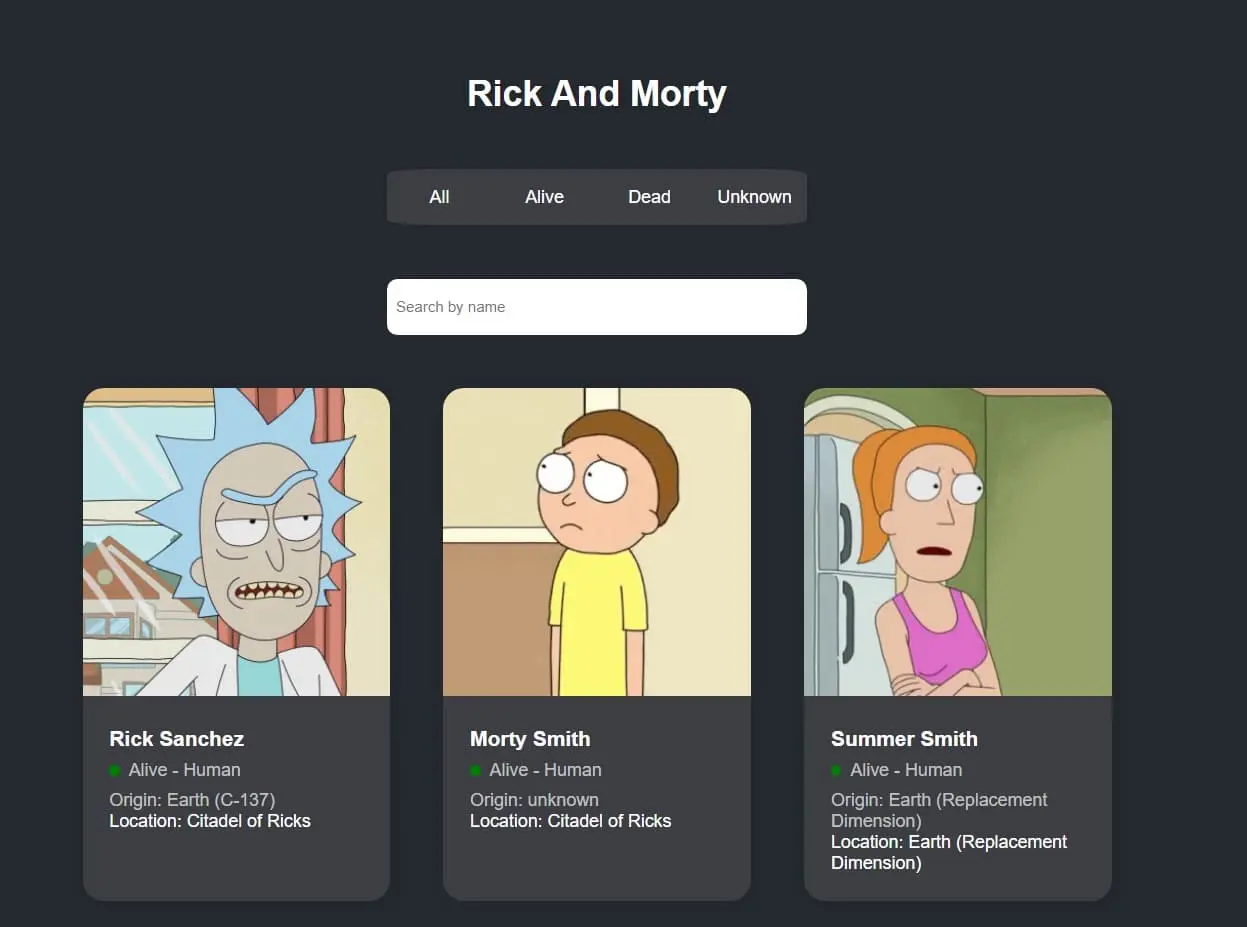 Rick And Morty
All Alive Dead Unknown
Search by name
Rick Sanchez
Alive - Human
Origin: Earth (C-137)
Location: Citadel of Ricks
Morty Smith
Alive - Human
Origin: unknown
Location: Citadel of Ricks
Summer Smith
Alive - Human
Origin: Earth (Replacement
Dimension)
Location: Earth (Replacement
Dimension)